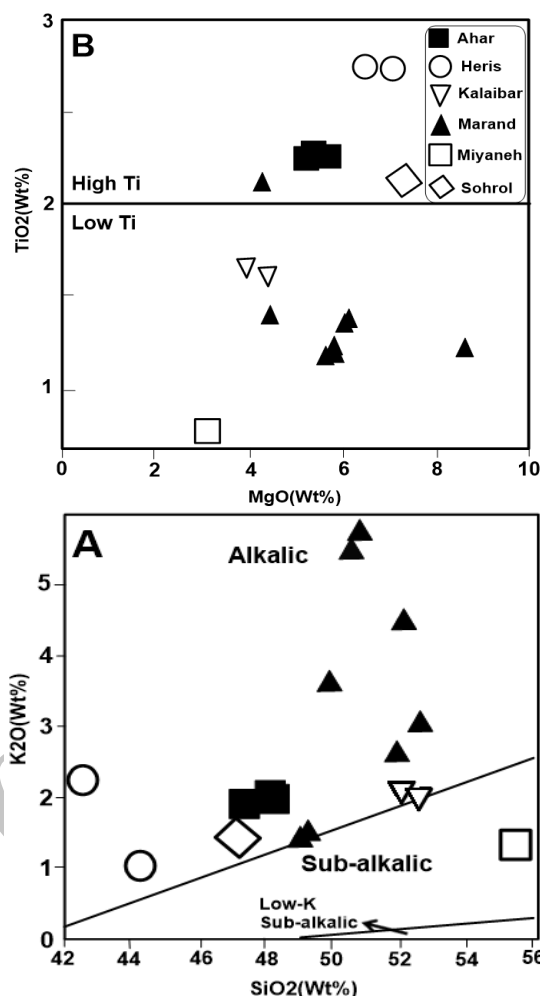 B
Ahar
Heris
Kalaibar
Marand
Miyaneh
Sohrol
High Ti
Low Ti
TiO2(Wt%)
3
2
1
0 2 4 6 8 10
MgO(Wt%)
A
Alkalic
Sub-alkalic
Low-K
Sub-alkalic
K2O(Wt%)
5
4
3
2
1
0
42 44 46 48 50 52 54 56
SiO2(Wt%)